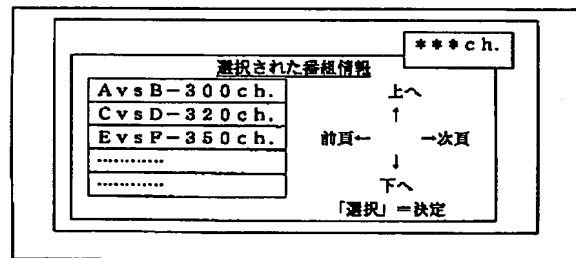 ***ch.
選択された番組情報
AvsB-300ch.
CvsD-320ch.
EvsF-350ch.
…………
…………
上へ
↑
前頁← →次頁
↓
下へ
「選択」=決定